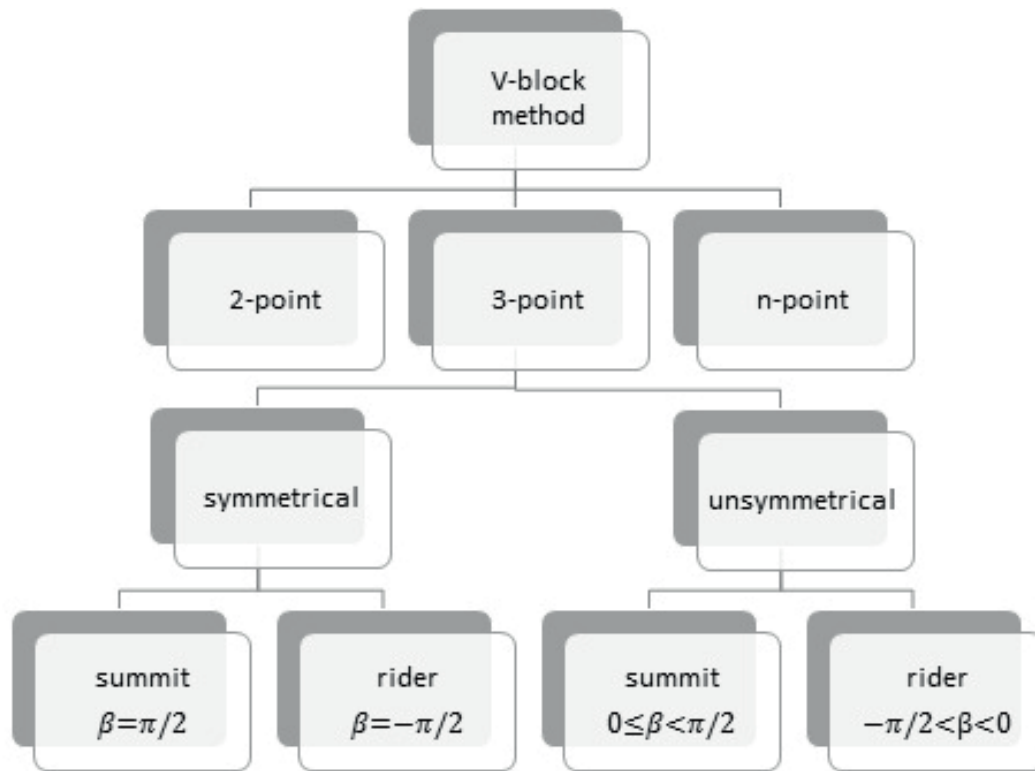 V-block
method
2-point
3-point
n-point
symmetrical
unsymmetrical
summit
β=π/2
rider
β=−π/2
summit
0≤β<π/2
rider
−π/2<β<0